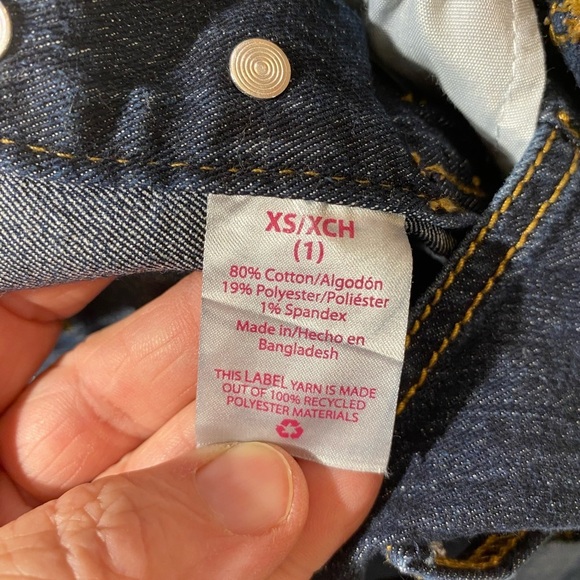 XS/XCH
(1)
80% Cotton/Algodón
19% Polyester/Poliéster
1% Spandex
Made in/Hecho en
Bangladesh
THIS LABEL YARN IS MADE
OUT OF 100% RECYCLED
POLYESTER MATERIALS